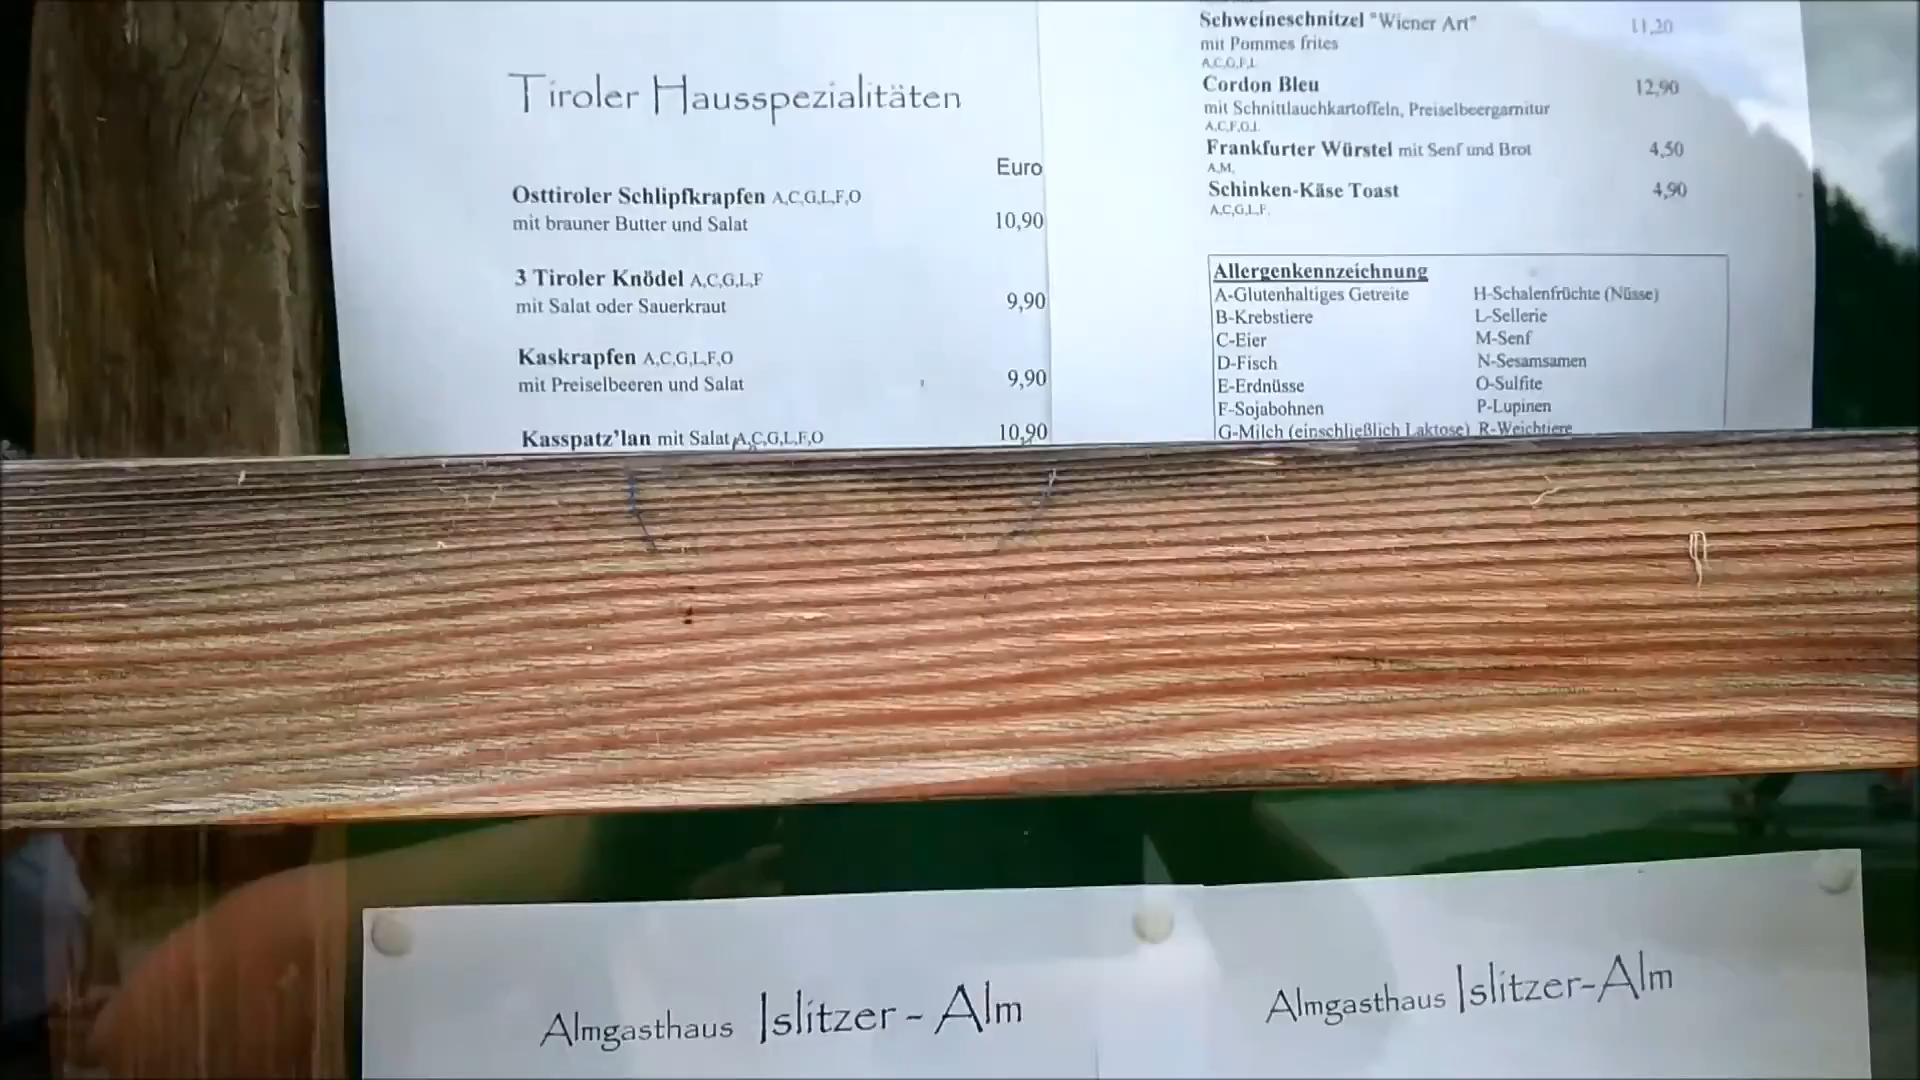 Tiroler Hausspezialitäten
Euro
Osttiroler Schlipfkrapfen A,C,G,L,F,O
mit brauner Butter und Salat 10,90
3 Tiroler Knödel A,C,G,L,F
mit Salat oder Sauerkraut 9,90
Kaskrapfen A,C,G,L,F,O
mit Preiselbeeren und Salat 9,90
Kasspatz'lan mit Salat A,C,G,L,F,O 10,90
Schweineschnitzel "Wiener Art" 11,20
mit Pommes frites
A,C,G,F,L
Cordon Bleu 12,90
mit Schnittlauchkartoffeln, Preiselbeergarnitur
A,C,F,G,L
Frankfurter Würstel mit Senf und Brot 4,50
A,M,
Schinken-Käse Toast 4,90
A,C,G,L,F,
Allergenkennzeichnung
A-Glutenhaltiges Getreite H-Schalenfrüchte (Nüsse)
B-Krebstiere L-Sellerie
C-Eier M-Senf
D-Fisch N-Sesamsamen
E-Erdnüsse O-Sulfite
F-Sojabohnen P-Lupinen
G-Milch (einschließlich Laktose) R-Weichtiere
Almgasthaus Islitzer - Alm
Almgasthaus Islitzer-Alm